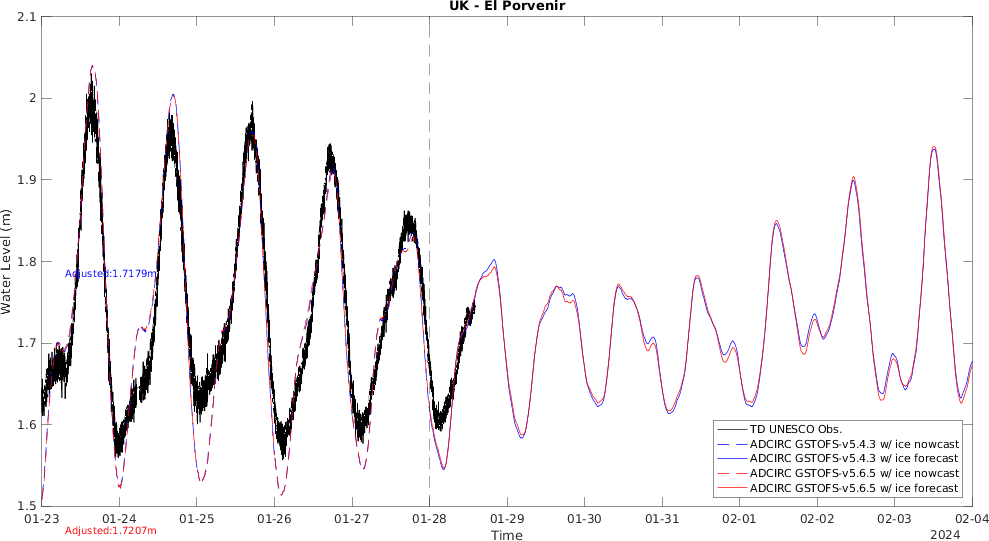 UK - El Porvenir
2.1
2
1.9
1.8
1.7
1.6
1.5
Water Level (m)
Adjusted:1.7179m
Adjusted:1.7207m
TD UNESCO Obs.
ADCIRC GSTOFS-v5.4.3 w/ ice nowcast
ADCIRC GSTOFS-v5.4.3 w/ ice forecast
ADCIRC GSTOFS-v5.6.5 w/ ice nowcast
ADCIRC GSTOFS-v5.6.5 w/ ice forecast
01-23 01-24 01-25 01-26 01-27 01-28 01-29 01-30 01-31 02-01 02-02 02-03 02-04
Time
2024